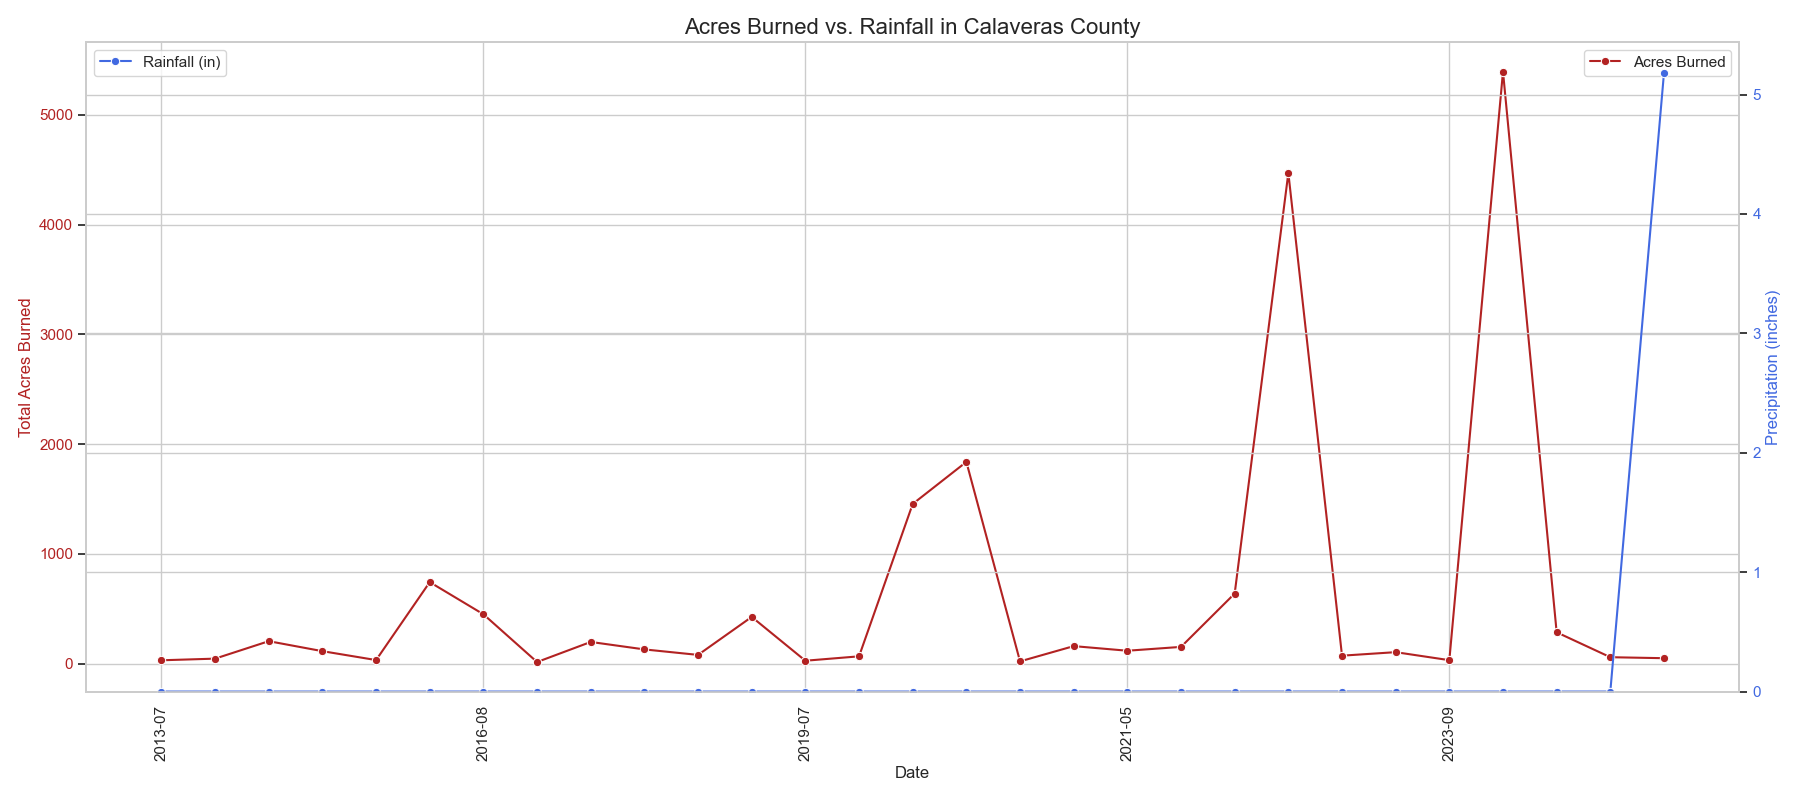 Acres Burned vs. Rainfall in Calaveras County
Rainfall (in)
Acres Burned
Total Acres Burned
5000
4000
3000
2000
1000
0
Precipitation (inches)
5
4
3
2
1
0
2013-07
2016-08
2019-07
2021-05
2023-09
Date